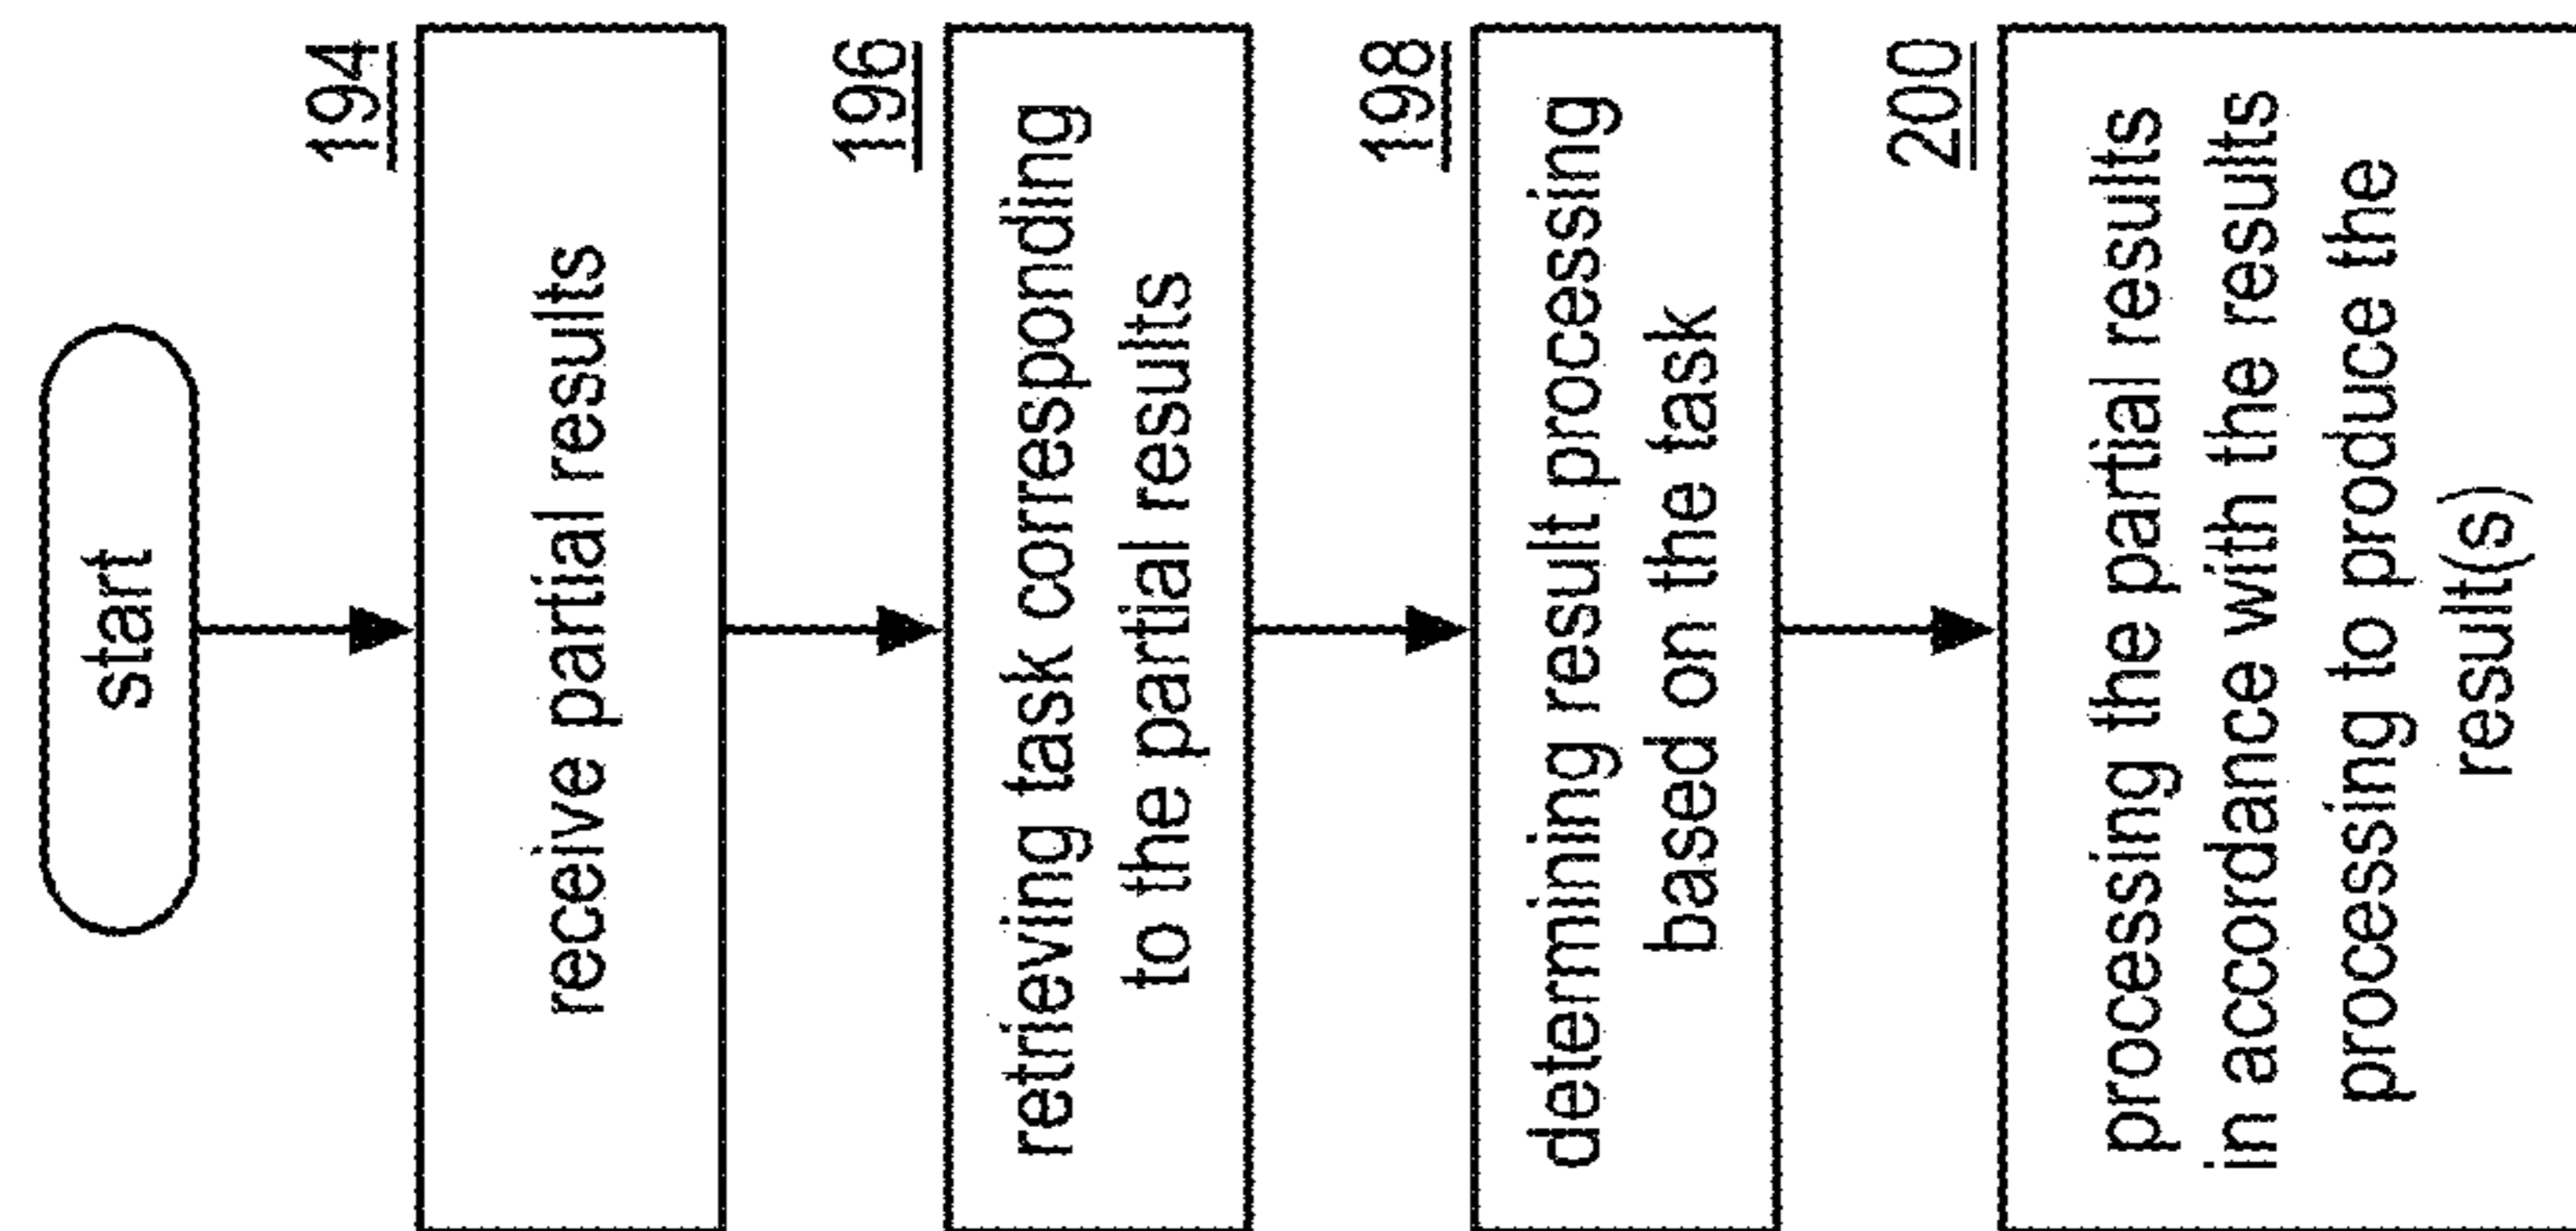 start
194
receive partial results
196
retrieving task corresponding
to the partial results
198
determining result processing
based on the task
200
processing the partial results
in accordance with the results
processing to produce the
result(s)